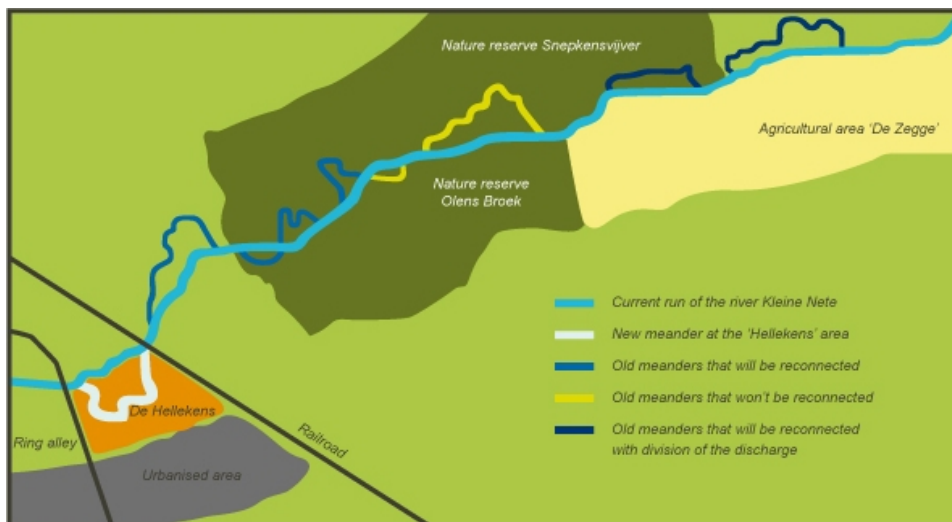 Nature reserve Snepkensvijver
Agricultural area 'De Zegge'
Nature reserve
Olens Broek
Current run of the river Kleine Nete
New meander at the 'Hellekens' area
Old meanders that will be reconnected
Old meanders that won't be reconnected
Old meanders that will be reconnected
with division of the discharge
De Hellekens
Ring alley
Railroad
Urbanised area